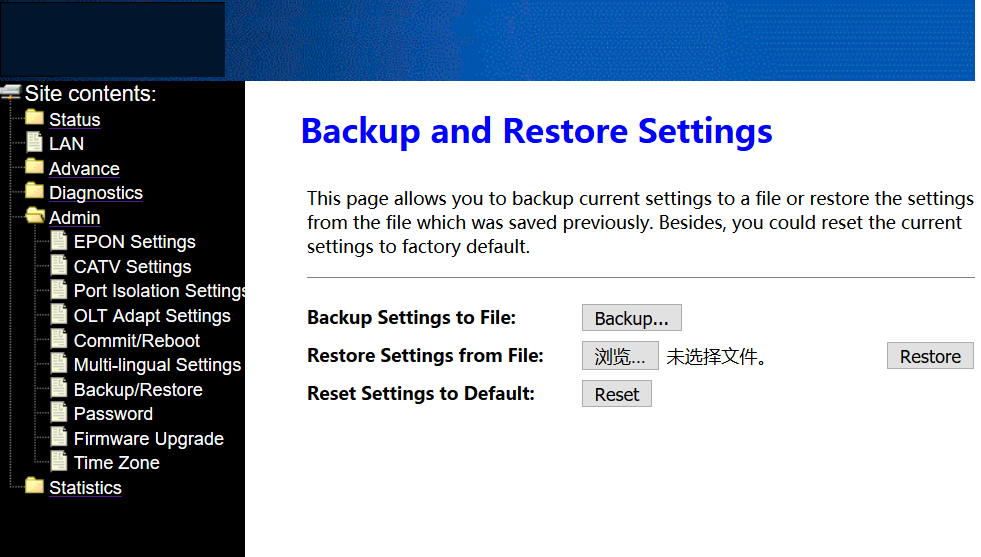 Site contents:
Status
LAN
Advance
Diagnostics
Admin
EPON Settings
CATV Settings
Port Isolation Settings
OLT Adapt Settings
Commit/Reboot
Multi-lingual Settings
Backup/Restore
Password
Firmware Upgrade
Time Zone
Statistics
Backup and Restore Settings
This page allows you to backup current settings to a file or restore the settings
from the file which was saved previously. Besides, you could reset the current
settings to factory default.
Backup Settings to File: Backup...
Restore Settings from File: 浏览... 未选择文件。 Restore
Reset Settings to Default: Reset